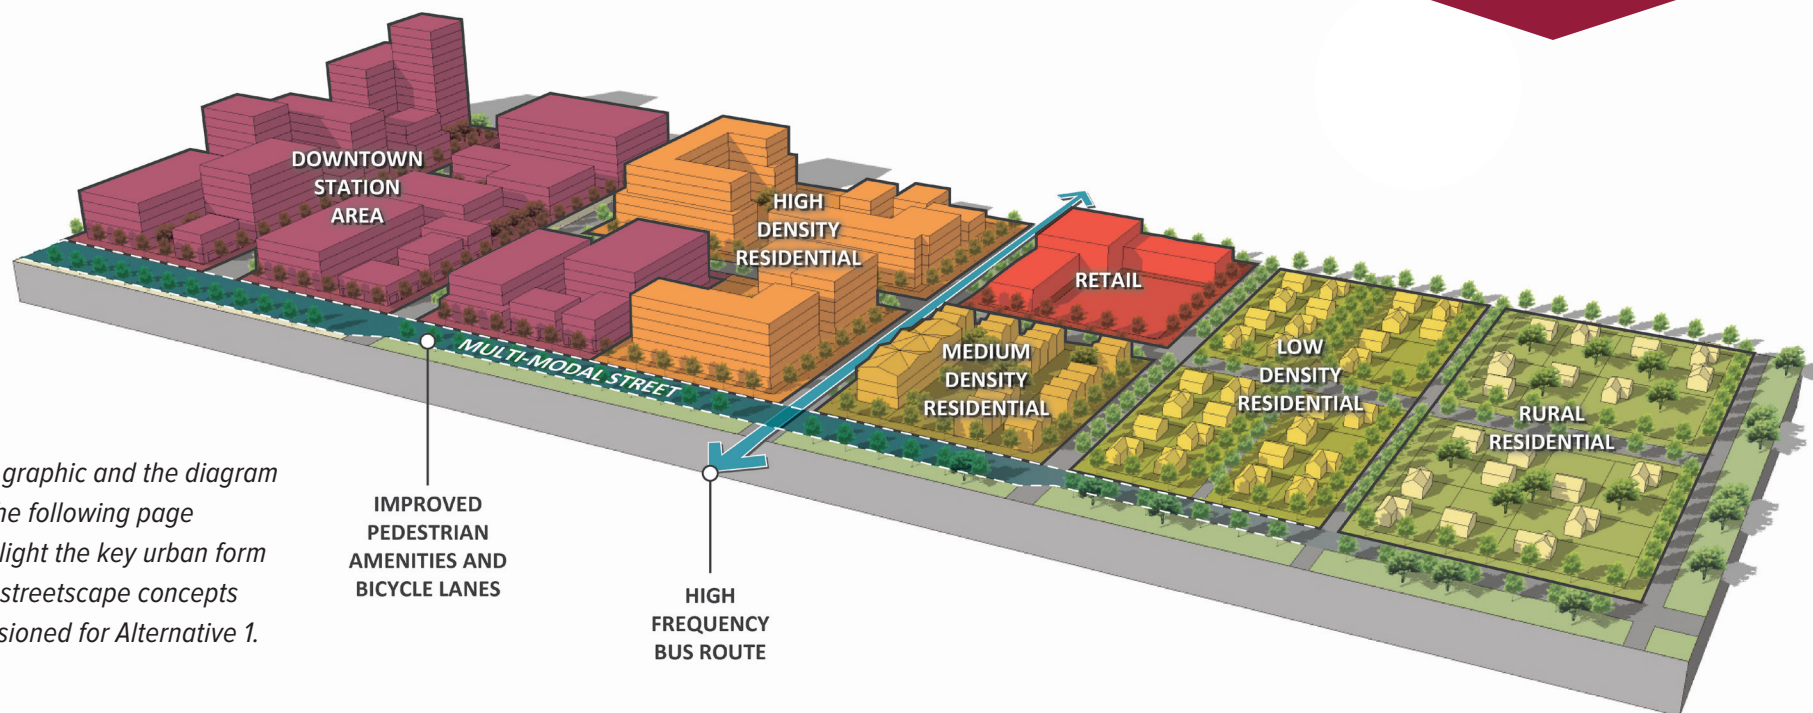 DOWNTOWN
STATION
AREA
HIGH
DENSITY
RESIDENTIAL
RETAIL
MEDIUM
DENSITY
RESIDENTIAL
LOW
DENSITY
RESIDENTIAL
RURAL
RESIDENTIAL
MULTI-MODAL STREET
graphic and the diagram
following page
light the key urban form
streetscape concepts
sioned for Alternative 1.
IMPROVED
PEDESTRIAN
AMENITIES AND
BICYCLE LANES
HIGH
FREQUENCY
BUS ROUTE